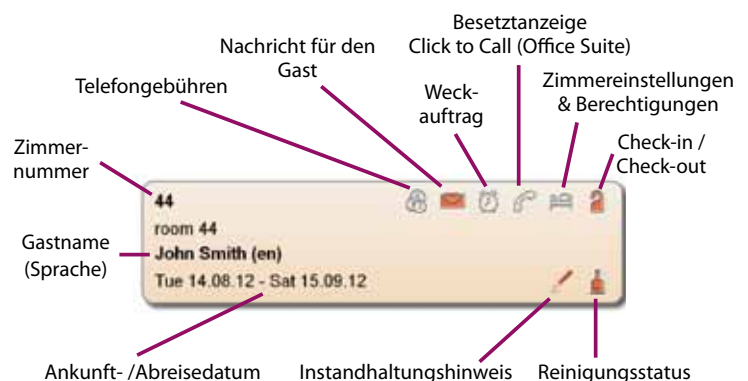 Besetztanzeige
Click to Call (Office Suite)
Nachricht für den
Gast
Telefongebühren
Weck-
auftrag
Zimmereinstellungen
& Berechtigungen
Check-in /
Check-out
Zimmer-
nummer
44
room 44
John Smith (en)
Tue 14.08.12 - Sat 15.09.12
Gastname
(Sprache)
Ankunft- /Abreisedatum
Instandhaltungshinweis
Reinigungsstatus